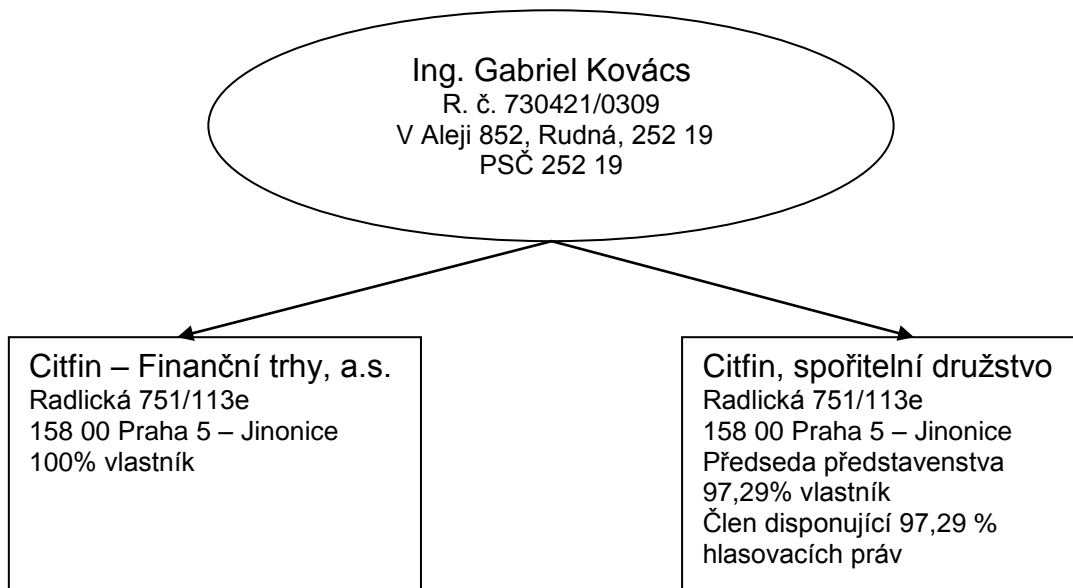 Ing. Gabriel Kovács
R. č. 730421/0309
V Aleji 852, Rudná, 252 19
PSČ 252 19
Citfin – Finanční trhy, a.s.
Radlická 751/113e
158 00 Praha 5 – Jinonice
100% vlastník
Citfin, spořitelní družstvo
Radlická 751/113e
158 00 Praha 5 – Jinonice
Předseda představenstva
97,29% vlastník
Člen disponující 97,29 %
hlasovacích práv